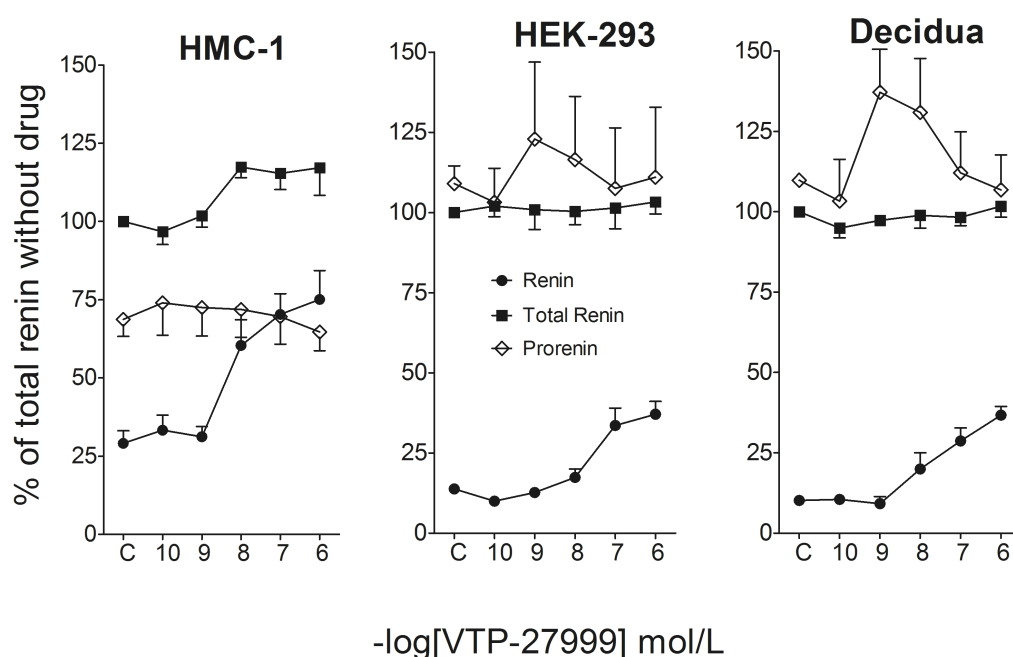 HMC-1
HEK-293
Decidua
% of total renin without drug
150
125
100
75
50
25
0
C 10 9 8 7 6
150
125
100
75
50
25
0
C 10 9 8 7 6
Renin
Total Renin
Prorenin
150
125
100
75
50
25
0
C 10 9 8 7 6
-log[VTP-27999] mol/L